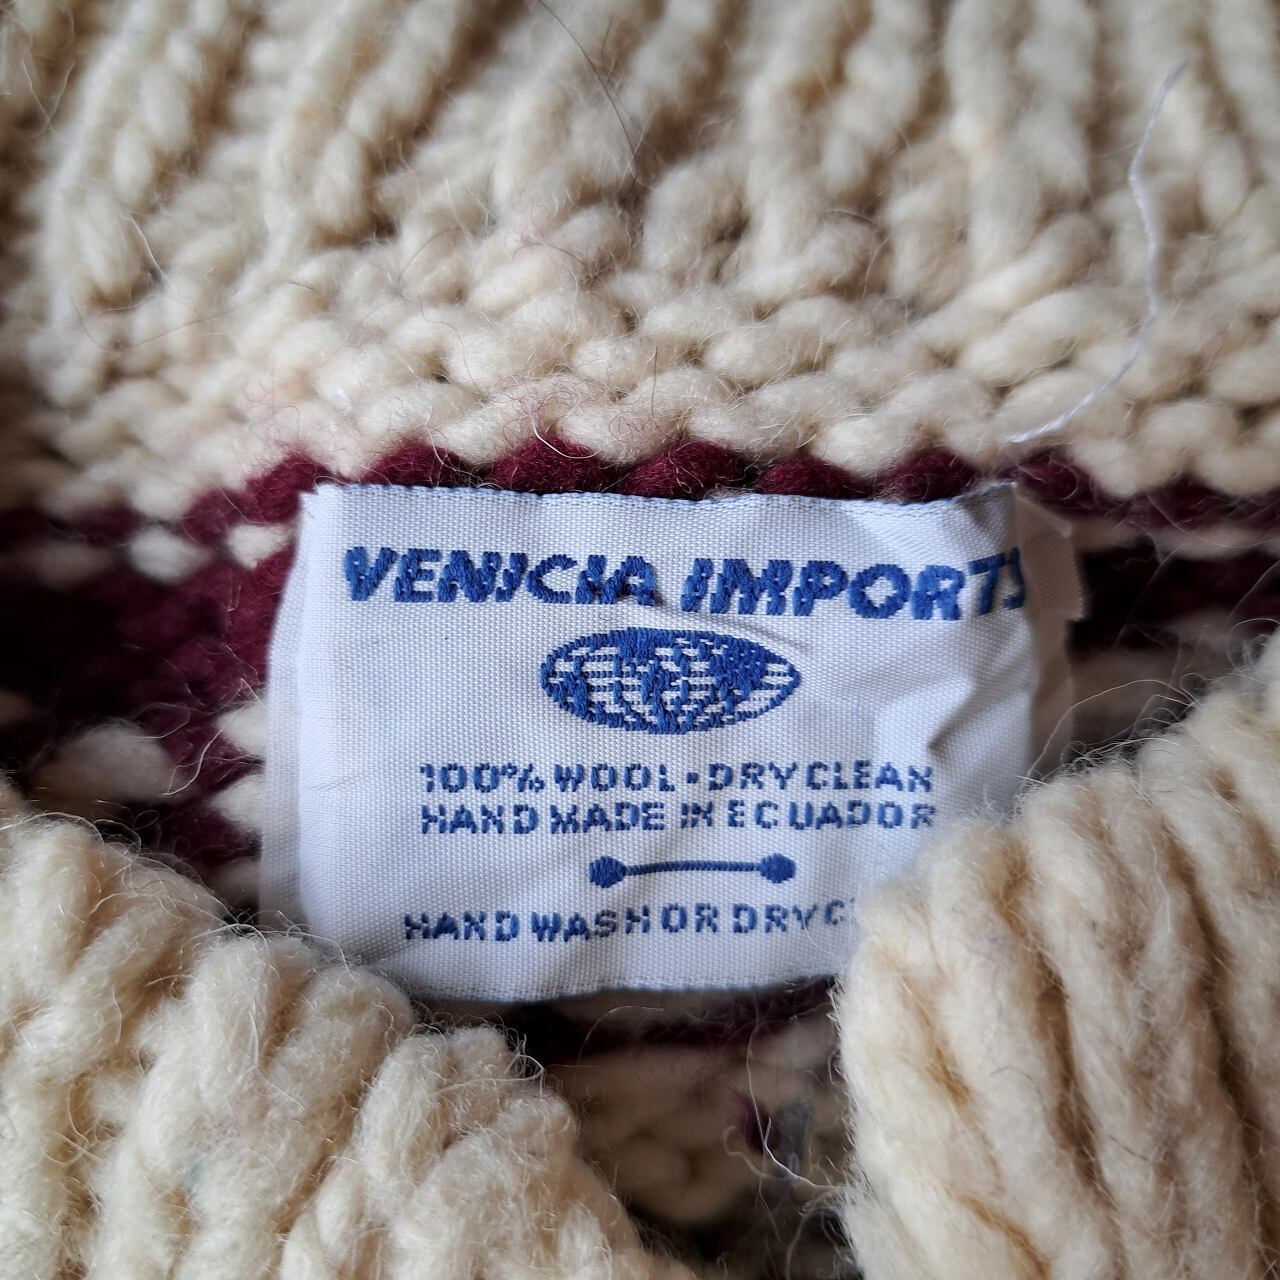 VENICIA IMPORTS
100% WOOL • DRY CLEAN
HAND MADE IN ECUADOR
HAND WASH OR DRY